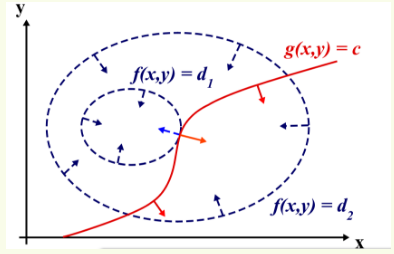 y
g(x,y) = c
f(x,y) = d₁
f(x,y) = d₂
x